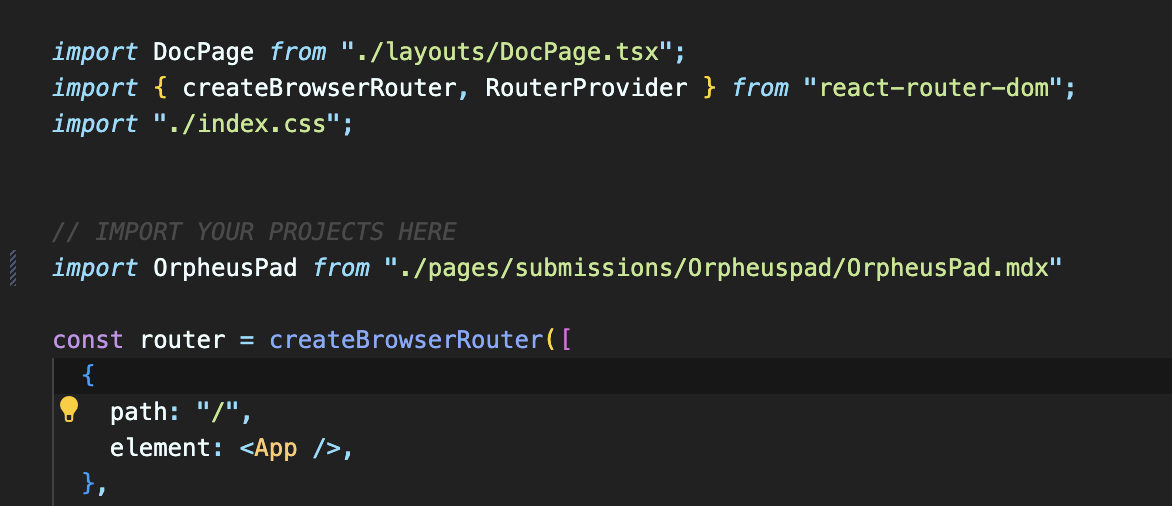 import DocPage from "./layouts/DocPage.tsx";
import { createBrowserRouter, RouterProvider } from "react-router-dom";
import "./index.css";
// IMPORT YOUR PROJECTS HERE
import OrpheusPad from "./pages/submissions/Orpheuspad/OrpheusPad.mdx"
const router = createBrowserRouter([
{
path: "/",
element: <App />,
},